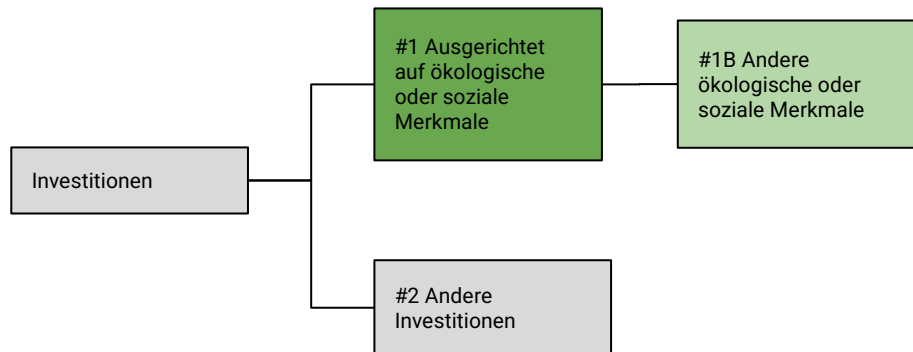 #1 Ausgerichtet
auf ökologische
oder soziale
Merkmale
#1B Andere
ökologische oder
soziale Merkmale
Investitionen
#2 Andere
Investitionen